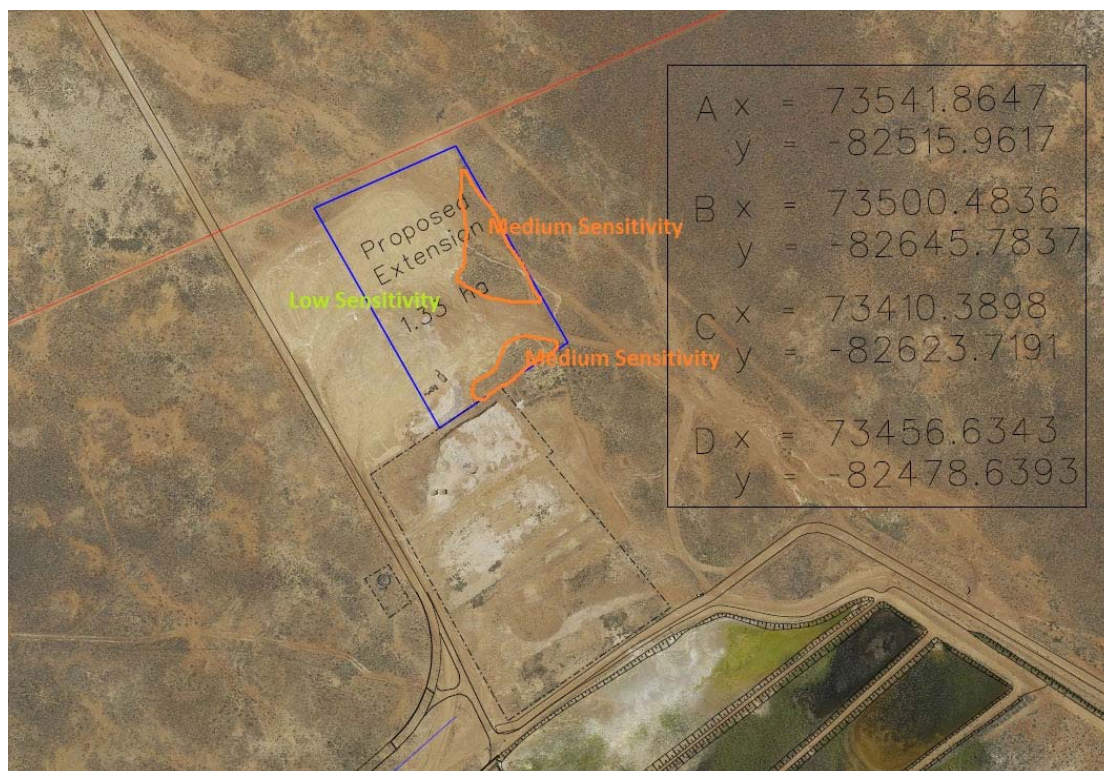 Proposed
Extension
1.35 ha
Medium Sensitivity
Low Sensitivity
Medium Sensitivity
A x = 73541.8647
y = -82515.9617
B x = 73500.4836
y = -82645.7837
C x = 73410.3898
y = -82623.7191
D x = 73456.6343
y = -82478.6393